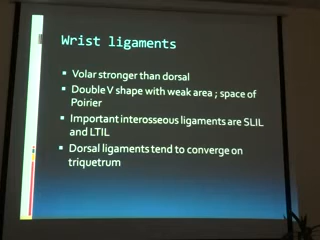 Wrist ligaments
▪ Volar stronger than dorsal
▪ Double V shape with weak area ; space of
Poirier
▪ Important interosseous ligaments are SLIL
and LTIL
▪ Dorsal ligaments tend to converge on
triquetrum